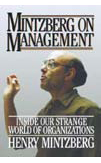 MINTZBERG ON
MANAGEMENT
INSIDE OUR STRANGE
WORLD OF ORGANIZATIONS
HENRY MINTZBERG